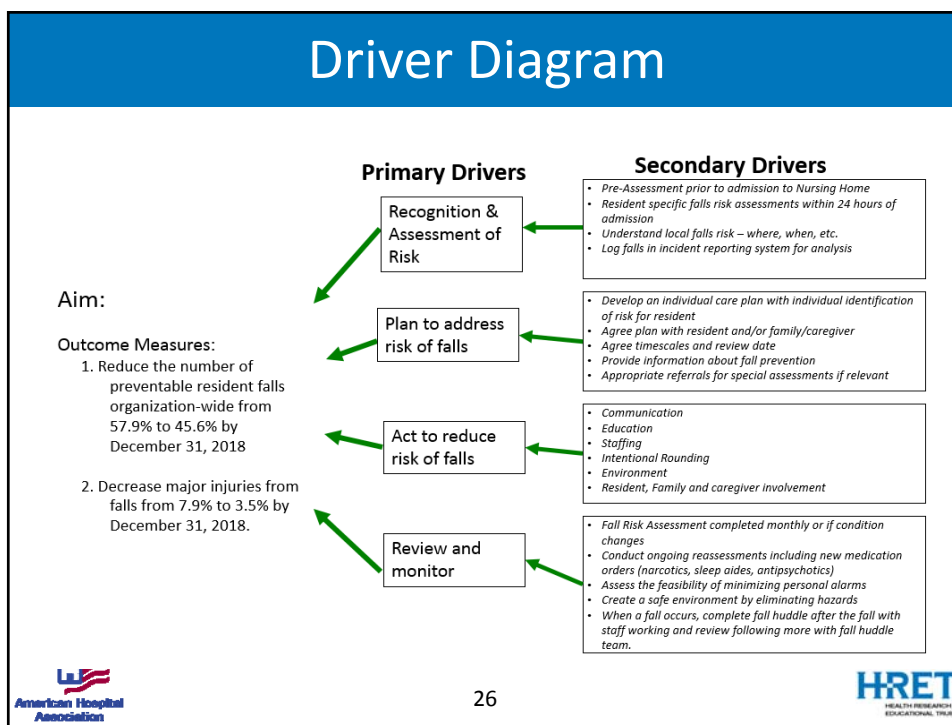 Driver Diagram
Primary Drivers
Secondary Drivers
Aim:
Outcome Measures:
1. Reduce the number of
preventable resident falls
organization-wide from
57.9% to 45.6% by
December 31, 2018
2. Decrease major injuries from
falls from 7.9% to 3.5% by
December 31, 2018.
Recognition &
Assessment of
Risk
• Pre-Assessment prior to admission to Nursing Home
• Resident specific falls risk assessments within 24 hours of
admission
• Understand local falls risk – where, when, etc.
• Log falls in incident reporting system for analysis
Plan to address
risk of falls
• Develop an individual care plan with individual identification
of risk for resident
• Agree plan with resident and/or family/caregiver
• Agree timescales and review date
• Provide information about fall prevention
• Appropriate referrals for special assessments if relevant
Act to reduce
risk of falls
• Communication
• Education
• Staffing
• Intentional Rounding
• Environment
• Resident, Family and caregiver involvement
Review and
monitor
• Fall Risk Assessment completed monthly or if condition
changes
• Conduct ongoing reassessments including new medication
orders (narcotics, sleep aides, antipsychotics)
• Assess the feasibility of minimizing personal alarms
• Create a safe environment by eliminating hazards
• When a fall occurs, complete fall huddle after the fall with
staff working and review following more with fall huddle
team.
American Hospital
Association
26
HRET
HEALTH RESEARCH
EDUCATIONAL TRU